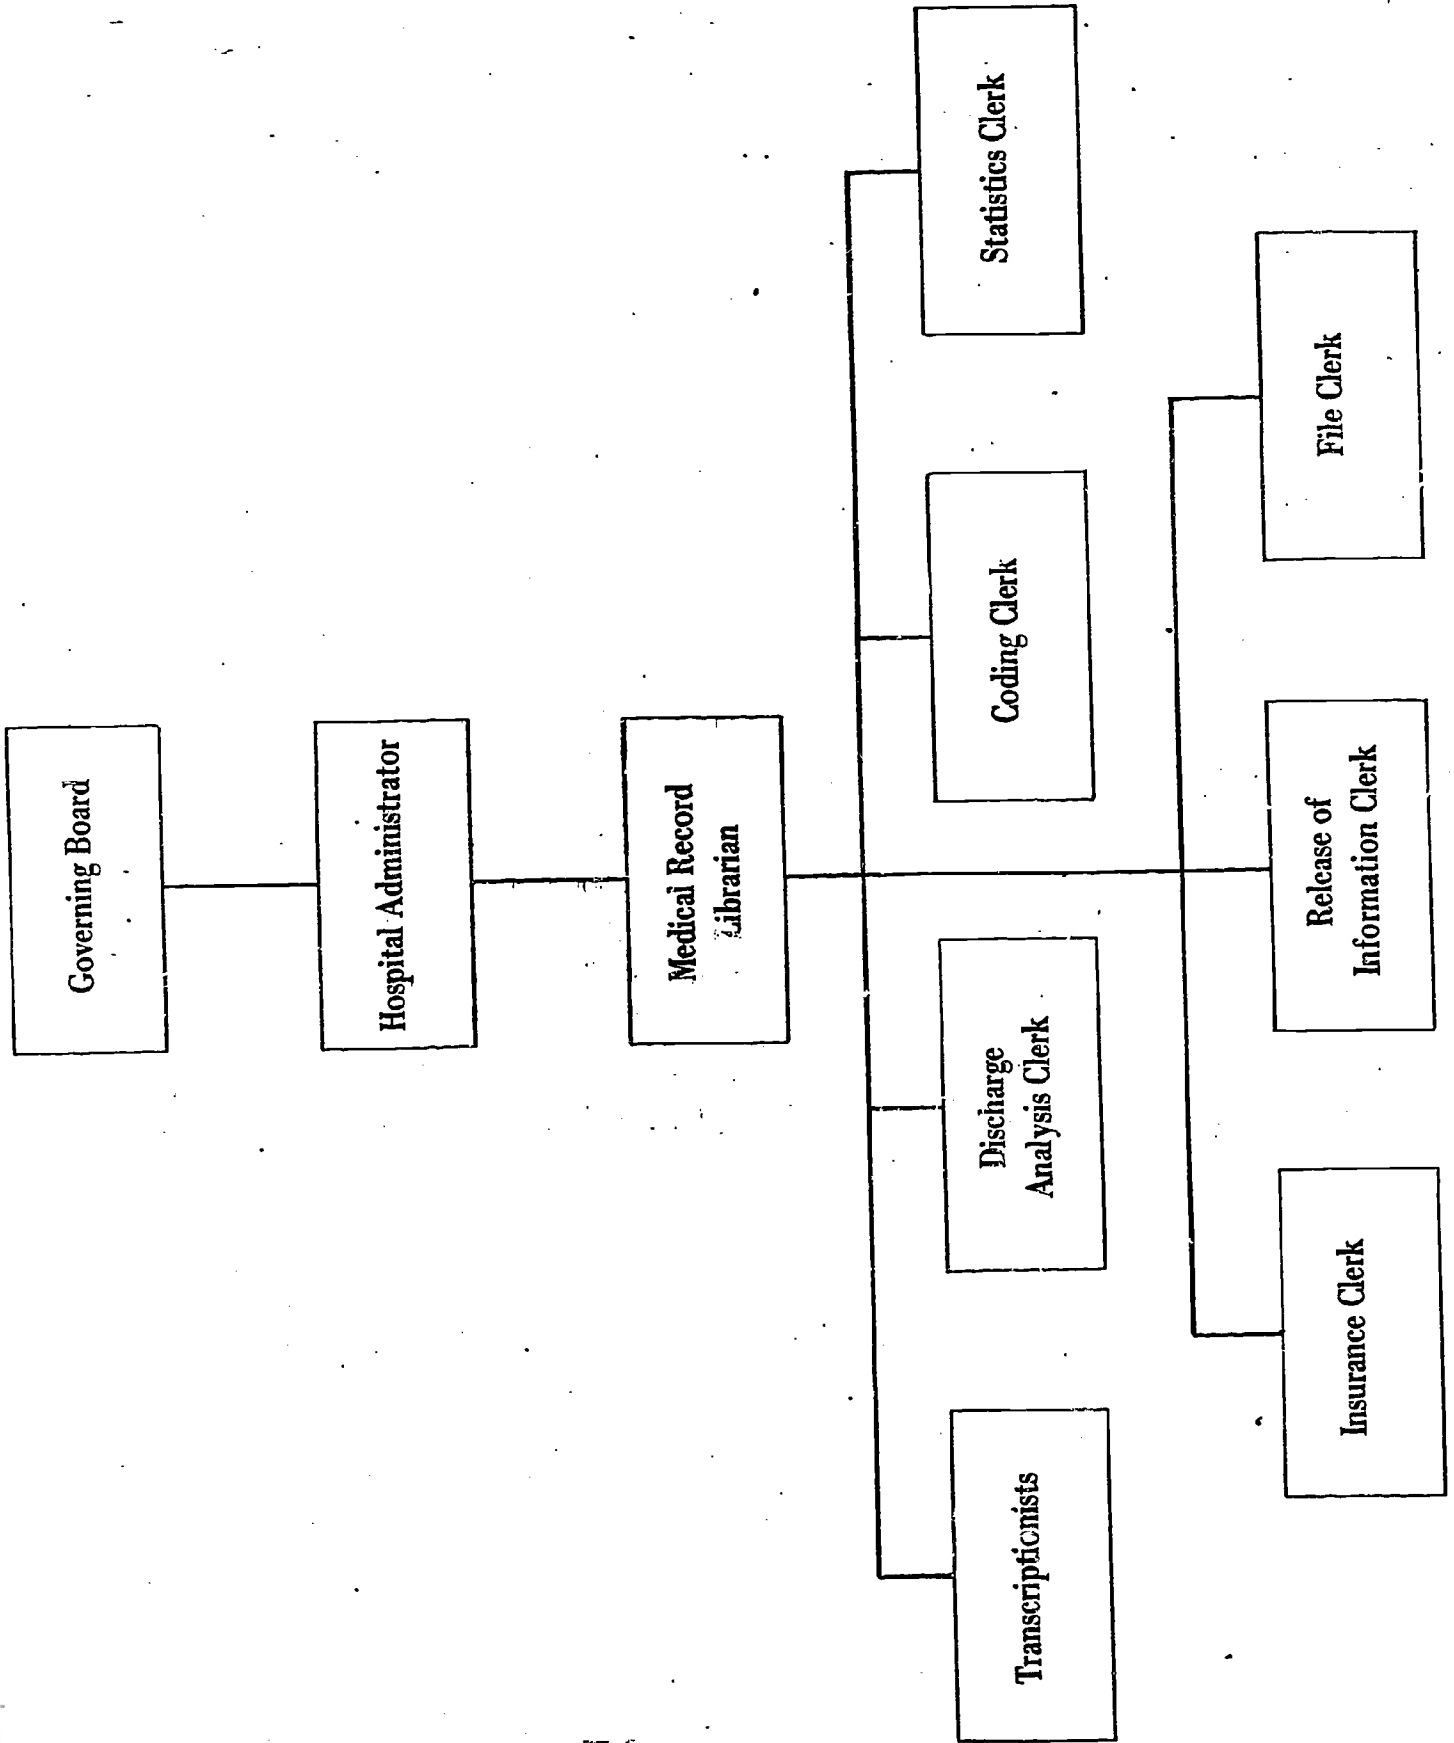 Governing Board
Hospital Administrator
Medical Record
Librarian
Transcriptionists
Discharge
Analysis Clerk
Coding Clerk
Statistics Clerk
Insurance Clerk
Release of
Information Clerk
File Clerk